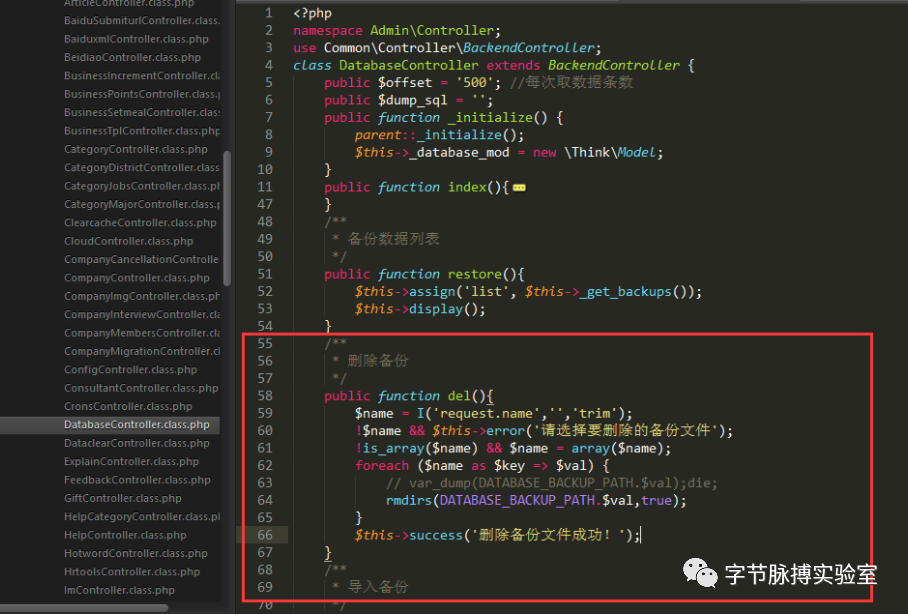 ArticleController.class.php
BaiduSubmiturlController.class.
BaiduxmlController.class.php
BeidiaoController.class.php
BusinessIncrementController.cl
BusinessPointsController.class.p
BusinessSetmealController.class
BusinessTplController.class.php
CategoryController.class.php
CategoryDistrictController.class
CategoryJobsController.class.ph
CategoryMajorController.class.p
ClearcacheController.class.php
CloudController.class.php
CompanyCancellationControlle
CompanyController.class.php
CompanyImgController.class.ph
CompanyInterviewController.cla
CompanyMembersController.cla
CompanyMigrationController.cl
ConfigController.class.php
ConsultantController.class.php
CronsController.class.php
DatabaseController.class.php
DataclearController.class.php
ExplainController.class.php
FeedbackController.class.php
GiftController.class.php
HelpCategoryController.class.pl
HelpController.class.php
HotwordController.class.php
HrtoolsController.class.php
ImController.class.php
1 <?php
2 namespace Admin\Controller;
3 use Common\Controller\BackendController;
4 class DatabaseController extends BackendController {
5 public $offset = '500'; //每次取数据条数
6 public $dump_sql = '';
7 public function _initialize() {
8 parent::_initialize();
9 $this->_database_mod = new \Think\Model;
10 }
11 public function index(){
47 }
48 /**
49 * 备份数据列表
50 */
51 public function restore(){
52 $this->assign('list', $this->_get_backups());
53 $this->display();
54 }
55 /**
56 * 删除备份
57 */
58 public function del(){
59 $name = I('request.name','','trim');
60 !$name && $this->error('请选择要删除的备份文件');
61 !is_array($name) && $name = array($name);
62 foreach ($name as $key => $val) {
63 // var_dump(DATABASE_BACKUP_PATH.$val);die;
64 rmdirs(DATABASE_BACKUP_PATH.$val,true);
65 }
66 $this->success('删除备份文件成功！');
67 }
68 /**
69 * 导入备份
70 */
字节脉搏实验室